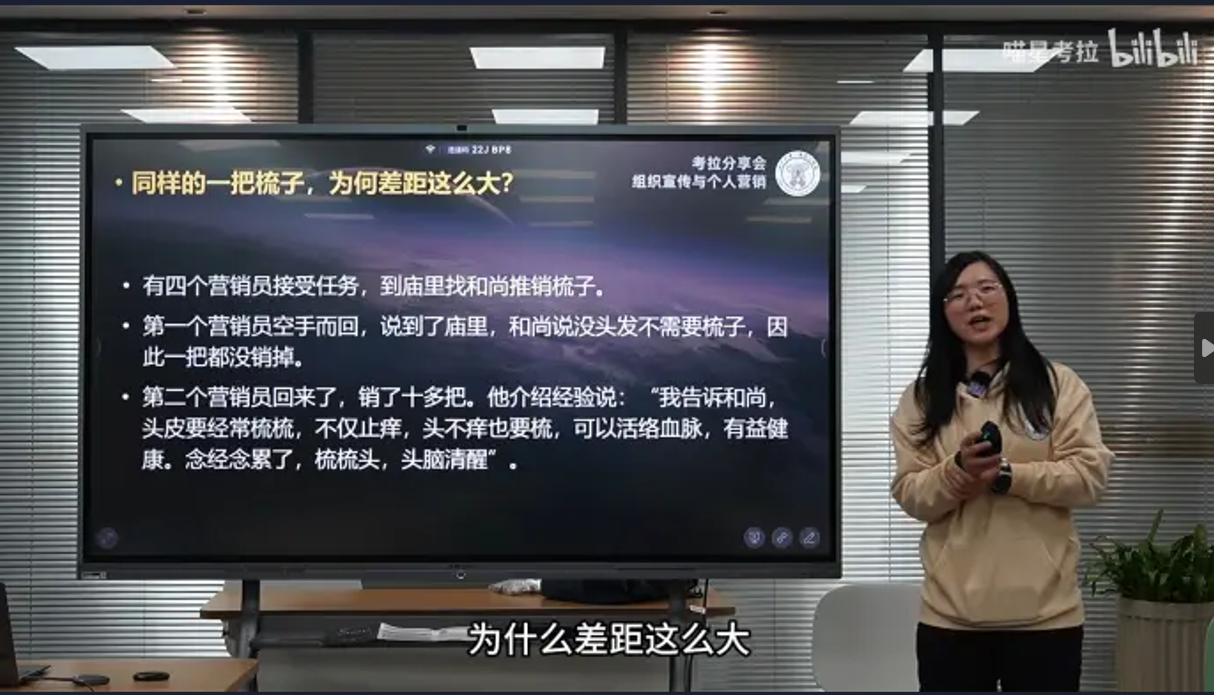 喵星考拉 bilibili
连接码 22J BP8
考拉分享会
组织宣传与个人营销
• 同样的一把梳子，为何差距这么大？
• 有四个营销员接受任务，到庙里找和尚推销梳子。
• 第一个营销员空手而回，说到了庙里，和尚说没头发不需要梳子，因
此一把都没销掉。
• 第二个营销员回来了，销了十多把。他介绍经验说：“我告诉和尚，
头皮要经常梳梳，不仅止痒，头不痒也要梳，可以活络血脉，有益健
康。念经念累了，梳梳头，头脑清醒”。
为什么差距这么大